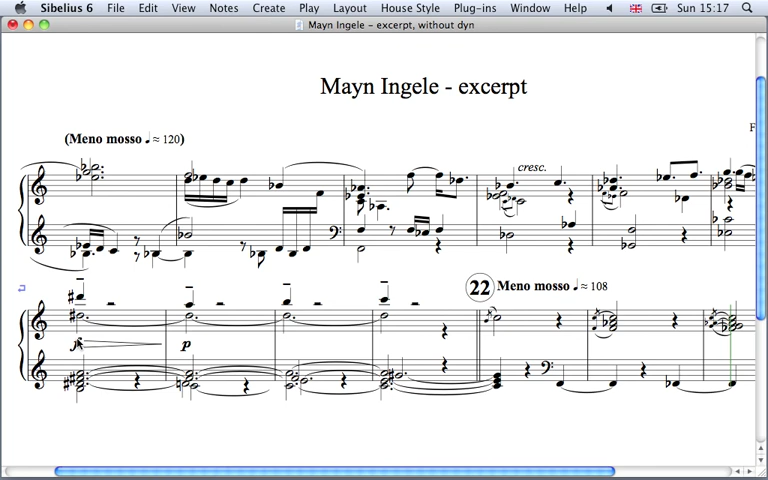 Sibelius 6 File Edit View Notes Create Play Layout House Style Plug-ins Window Help Sun 15:17
Mayn Ingele - excerpt, without dyn
Mayn Ingele - excerpt
F
(Meno mosso ♩ ≈ 120)
cresc.
22 Meno mosso ♩ ≈ 108
p